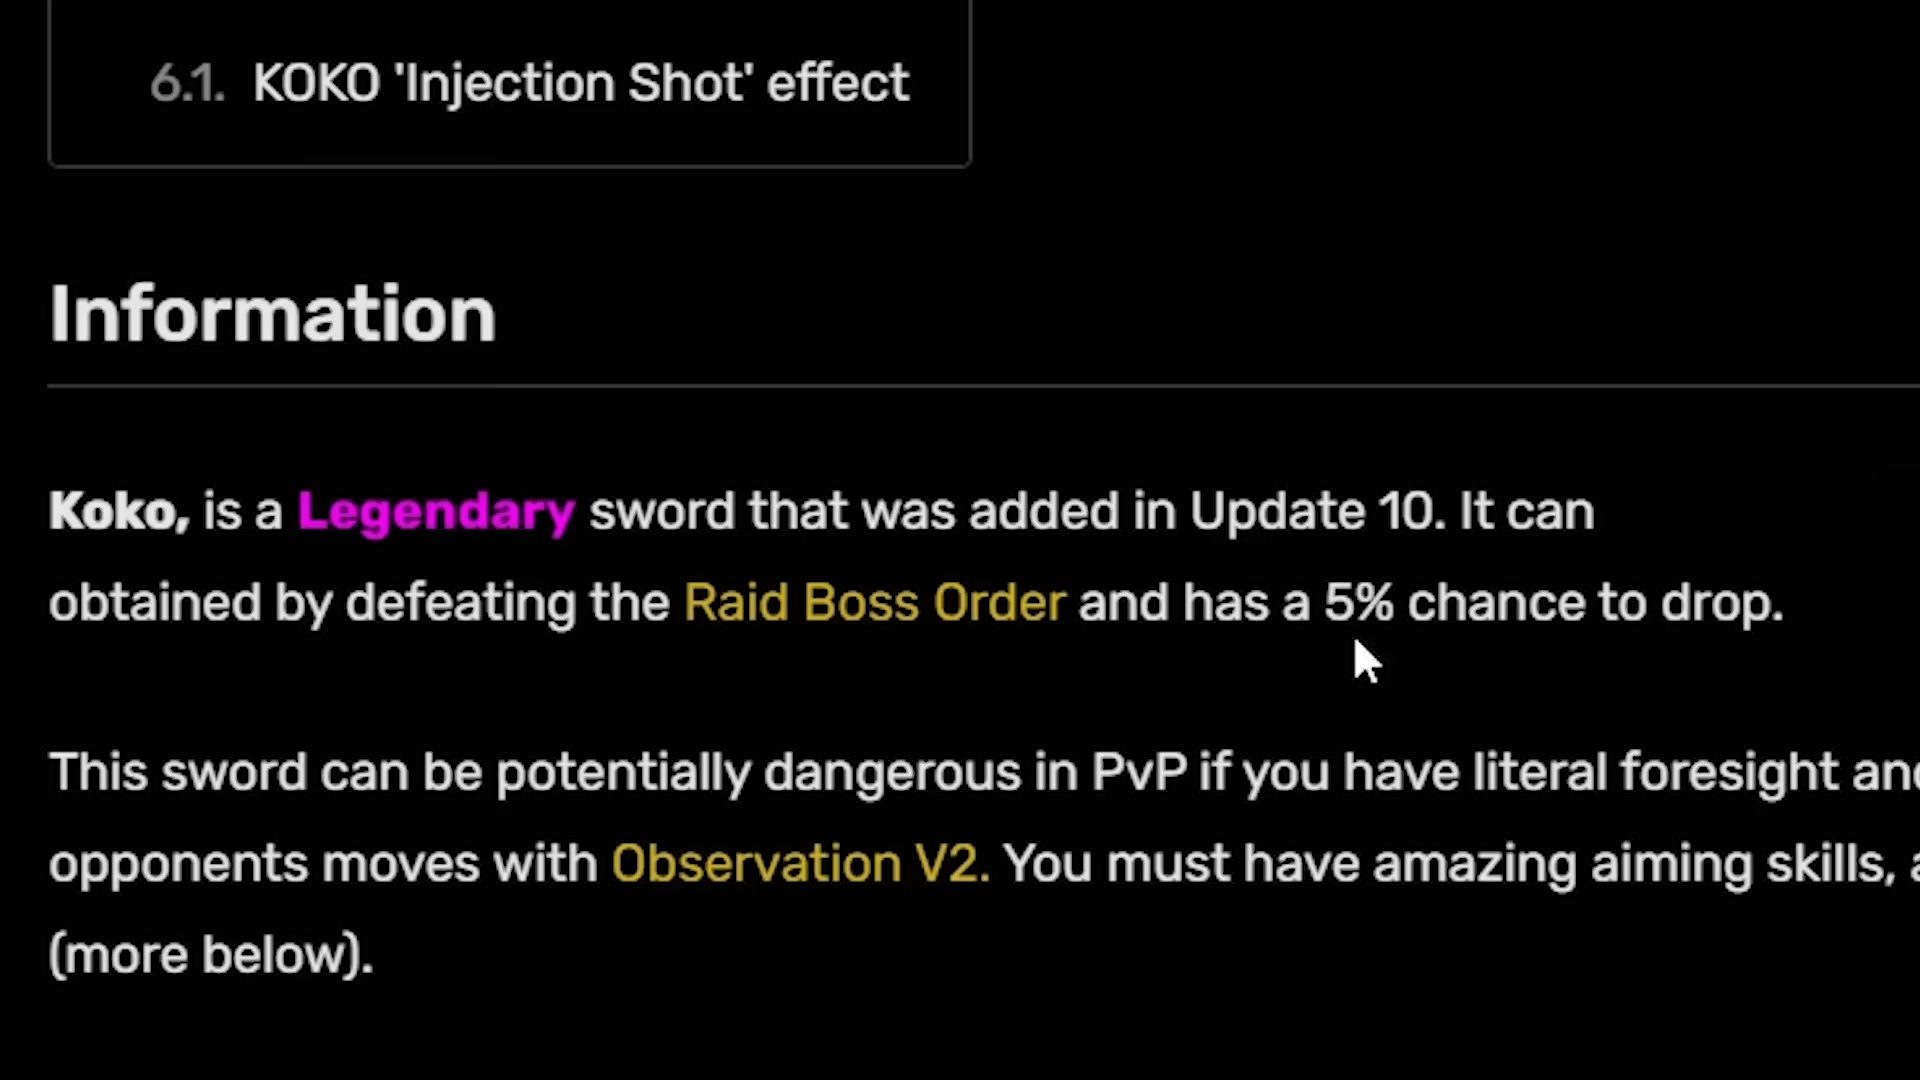 6.1. KOKO 'Injection Shot' effect
Information
Koko, is a Legendary sword that was added in Update 10. It can
obtained by defeating the Raid Boss Order and has a 5% chance to drop.
This sword can be potentially dangerous in PvP if you have literal foresight
opponents moves with Observation V2. You must have amazing aiming skills,
(more below).